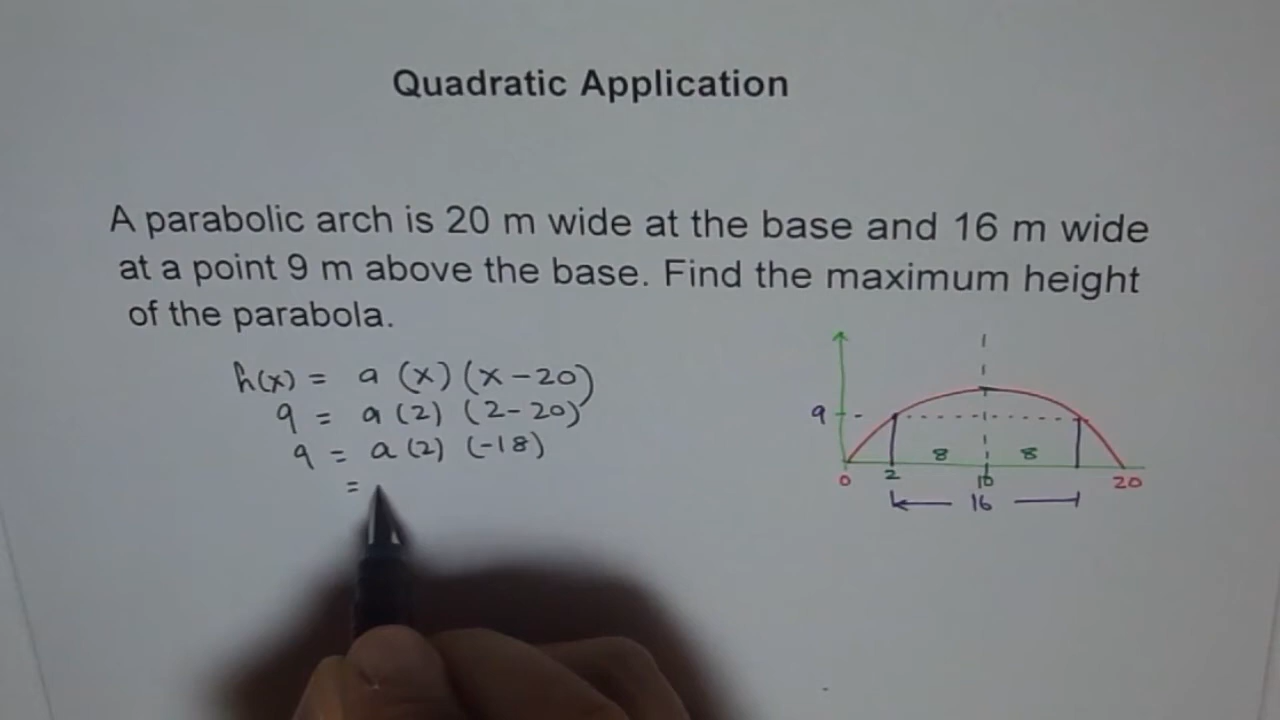 Quadratic Application
A parabolic arch is 20 m wide at the base and 16 m wide
at a point 9 m above the base. Find the maximum height
of the parabola.
h(x) = a (x) (x - 20)
9 = a (2) (2 - 20)
9 = a (2) (-18)
=
9
8 8
0 2 10 20
16